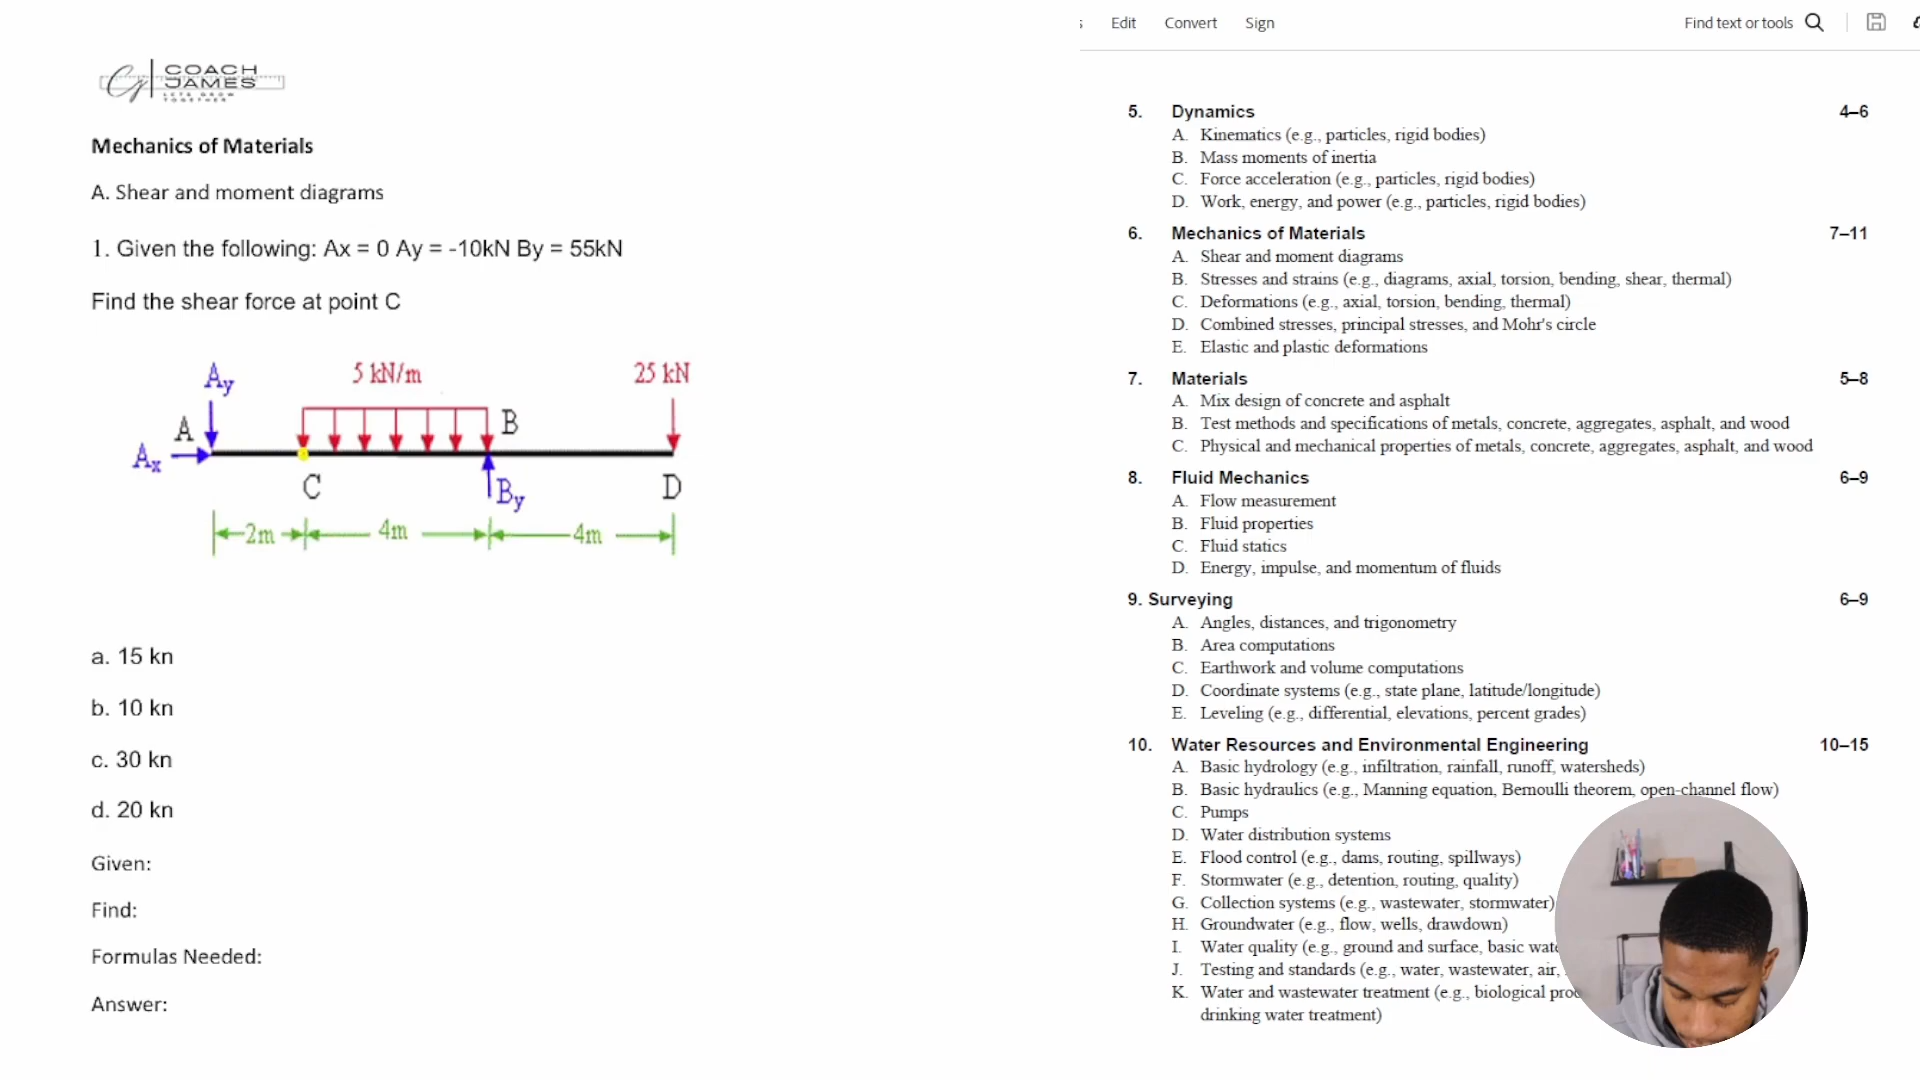 COACH
JAMES
LETS GROW
TOGETHER
Mechanics of Materials
A. Shear and moment diagrams
1. Given the following: Ax = 0 Ay = -10kN By = 55kN
Find the shear force at point C
Ay
5 kN/m
25 kN
A
B
Ax
C
By
D
2m
4m
4m
a. 15 kn
b. 10 kn
c. 30 kn
d. 20 kn
Given:
Find:
Formulas Needed:
Answer:
Edit Convert Sign
Find text or tools
5. Dynamics 4–6
A. Kinematics (e.g., particles, rigid bodies)
B. Mass moments of inertia
C. Force acceleration (e.g., particles, rigid bodies)
D. Work, energy, and power (e.g., particles, rigid bodies)
6. Mechanics of Materials 7–11
A. Shear and moment diagrams
B. Stresses and strains (e.g., diagrams, axial, torsion, bending, shear, thermal)
C. Deformations (e.g., axial, torsion, bending, thermal)
D. Combined stresses, principal stresses, and Mohr's circle
E. Elastic and plastic deformations
7. Materials 5–8
A. Mix design of concrete and asphalt
B. Test methods and specifications of metals, concrete, aggregates, asphalt, and wood
C. Physical and mechanical properties of metals, concrete, aggregates, asphalt, and wood
8. Fluid Mechanics 6–9
A. Flow measurement
B. Fluid properties
C. Fluid statics
D. Energy, impulse, and momentum of fluids
9. Surveying 6–9
A. Angles, distances, and trigonometry
B. Area computations
C. Earthwork and volume computations
D. Coordinate systems (e.g., state plane, latitude/longitude)
E. Leveling (e.g., differential, elevations, percent grades)
10. Water Resources and Environmental Engineering 10–15
A. Basic hydrology (e.g., infiltration, rainfall, runoff, watersheds)
B. Basic hydraulics (e.g., Manning equation, Bernoulli theorem, open-channel flow)
C. Pumps
D. Water distribution systems
E. Flood control (e.g., dams, routing, spillways)
F. Stormwater (e.g., detention, routing, quality)
G. Collection systems (e.g., wastewater, stormwater)
H. Groundwater (e.g., flow, wells, drawdown)
I. Water quality (e.g., ground and surface, basic
J. Testing and standards (e.g., water, wastewater, air,
K. Water and wastewater treatment (e.g., biological
drinking water treatment)